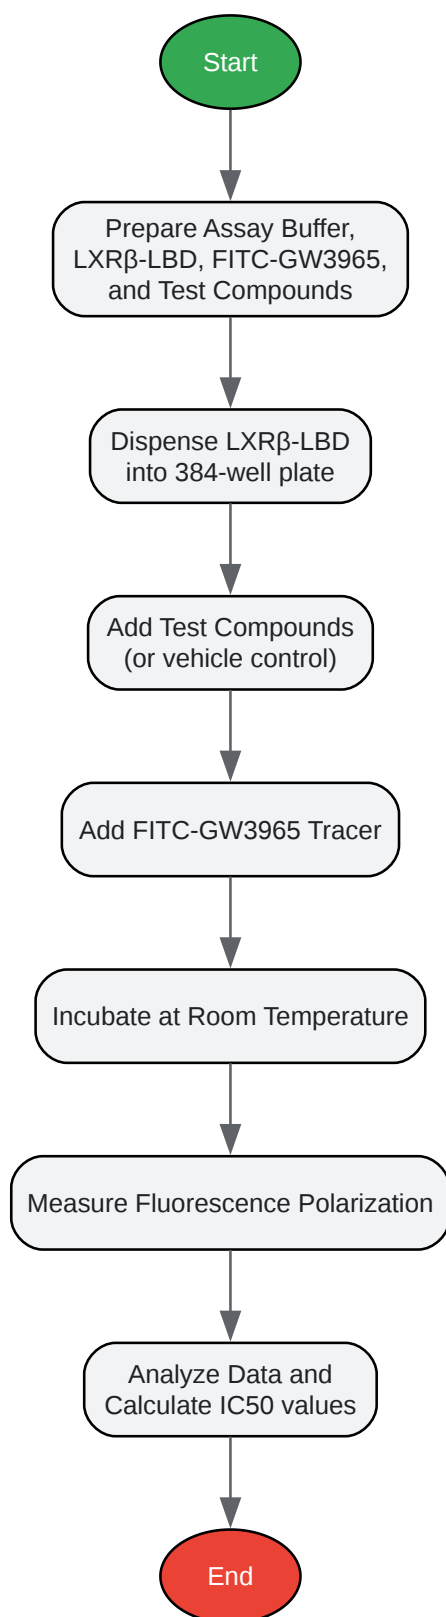 Start
Prepare Assay Buffer,
LXRβ-LBD, FITC-GW3965,
and Test Compounds
Dispense LXRβ-LBD
into 384-well plate
Add Test Compounds
(or vehicle control)
Add FITC-GW3965 Tracer
Incubate at Room Temperature
Measure Fluorescence Polarization
Analyze Data and
Calculate IC50 values
End